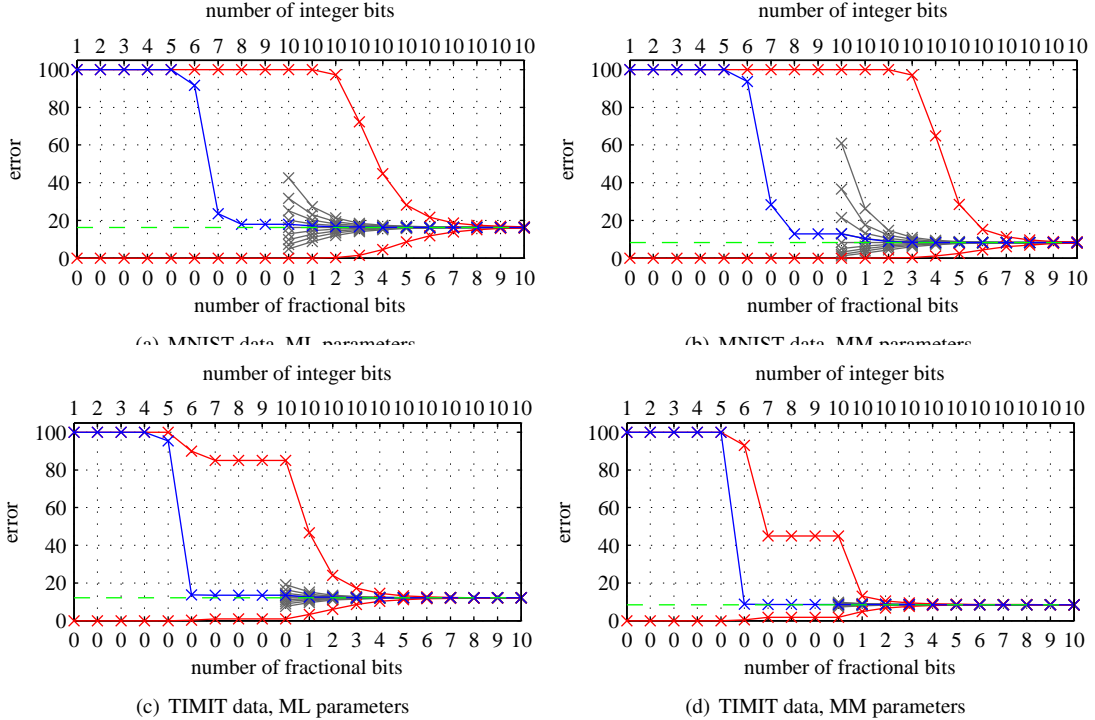 number of integer bits
1 2 3 4 5 6 7 8 9 10 10 10 10 10 10 10 10 10 10 10
100
80
60
40
20
0
error
0 0 0 0 0 0 0 0 0 0 1 2 3 4 5 6 7 8 9 10
number of fractional bits
(a) MNIST data, ML parameters
number of integer bits
1 2 3 4 5 6 7 8 9 10 10 10 10 10 10 10 10 10 10 10
100
80
60
40
20
0
error
0 0 0 0 0 0 0 0 0 0 1 2 3 4 5 6 7 8 9 10
number of fractional bits
(b) MNIST data, MM parameters
number of integer bits
1 2 3 4 5 6 7 8 9 10 10 10 10 10 10 10 10 10 10 10
100
80
60
40
20
0
error
0 0 0 0 0 0 0 0 0 0 1 2 3 4 5 6 7 8 9 10
number of fractional bits
(c) TIMIT data, ML parameters
number of integer bits
1 2 3 4 5 6 7 8 9 10 10 10 10 10 10 10 10 10 10 10
100
80
60
40
20
0
error
0 0 0 0 0 0 0 0 0 0 1 2 3 4 5 6 7 8 9 10
number of fractional bits
(d) TIMIT data, MM parameters